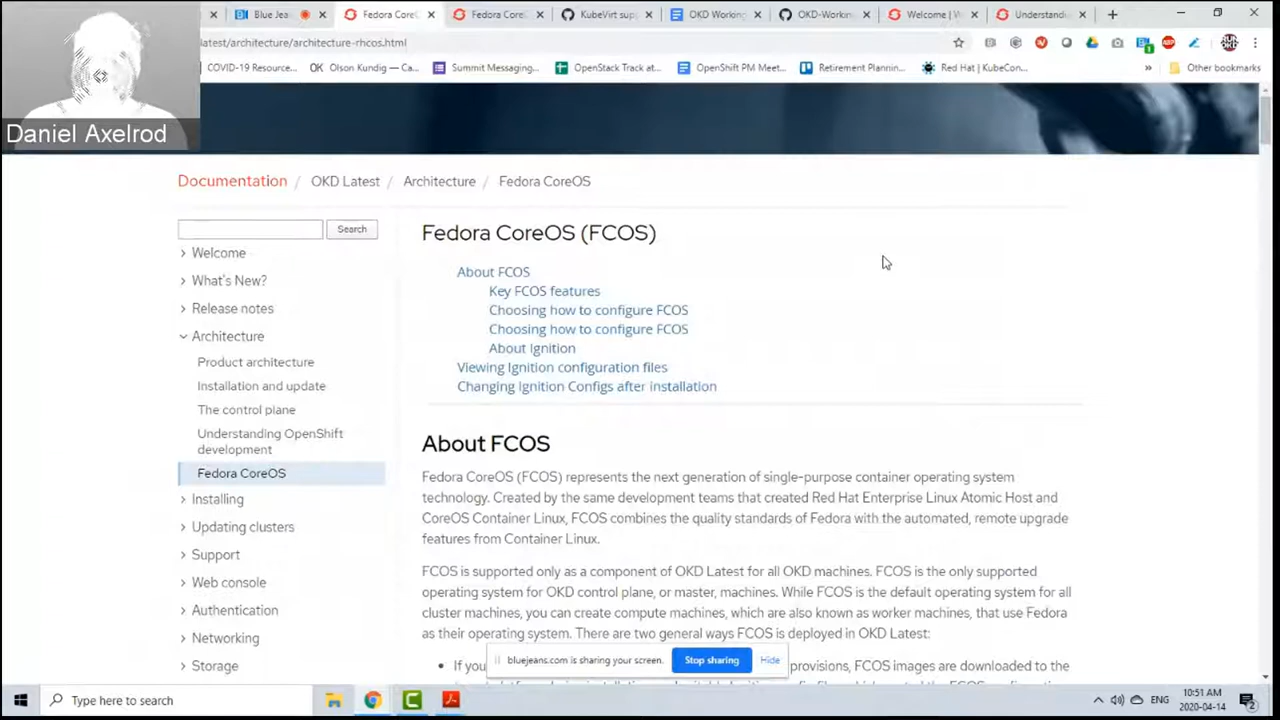 Blue Jea
Fedora Core
Fedora Core
KubeVirt sup
OKD Working
OKD-Workin
Welcome | W
Understandi
atest/architecture/architecture-rhcos.html
COVID-19 Resource...
OK Olson Kundig — Ca...
Summit Messaging...
OpenStack Track at...
OpenShift PM Meet...
Retirement Plannin...
Red Hat | KubeCon...
»
Other bookmarks
Daniel Axelrod
Documentation / OKD Latest / Architecture / Fedora CoreOS
Search
Welcome
What's New?
Release notes
Architecture
Product architecture
Installation and update
The control plane
Understanding OpenShift
development
Fedora CoreOS
Installing
Updating clusters
Support
Web console
Authentication
Networking
Storage
Fedora CoreOS (FCOS)
About FCOS
Key FCOS features
Choosing how to configure FCOS
Choosing how to configure FCOS
About Ignition
Viewing Ignition configuration files
Changing Ignition Configs after installation
About FCOS
Fedora CoreOS (FCOS) represents the next generation of single-purpose container operating system
technology. Created by the same development teams that created Red Hat Enterprise Linux Atomic Host and
CoreOS Container Linux, FCOS combines the quality standards of Fedora with the automated, remote upgrade
features from Container Linux.
FCOS is supported only as a component of OKD Latest for all OKD machines. FCOS is the only supported
operating system for OKD control plane, or master, machines. While FCOS is the default operating system for all
cluster machines, you can create compute machines, which are also known as worker machines, that use Fedora
as their operating system. There are two general ways FCOS is deployed in OKD Latest:
If you provisions, FCOS images are downloaded to the
bluejeans.com is sharing your screen. Stop sharing Hide
Type here to search
ENG
10:51 AM
2020-04-14